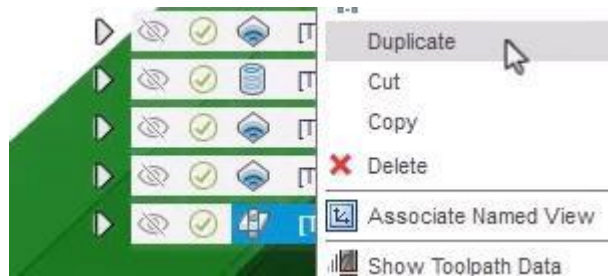 Duplicate
Cut
Copy
Delete
Associate Named View
Show Toolpath Data